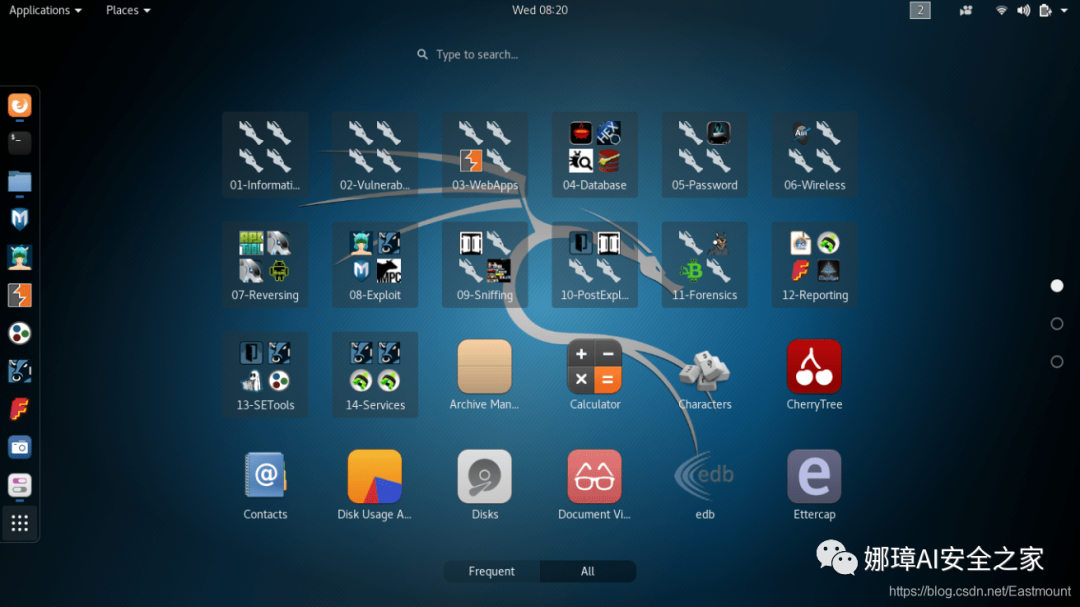 Applications Places Wed 08:20 2
Type to search...
01-Informati... 02-Vulnerab... 03-WebApps 04-Database 05-Password 06-Wireless
07-Reversing 08-Exploit 09-Sniffing 10-PostExpl... 11-Forensics 12-Reporting
13-SETools 14-Services Archive Man... Calculator Characters CherryTree
edb
Contacts Disk Usage A... Disks Document Vi... edb Ettercap
Frequent All
娜璋AI安全之家
https://blog.csdn.net/Eastmount